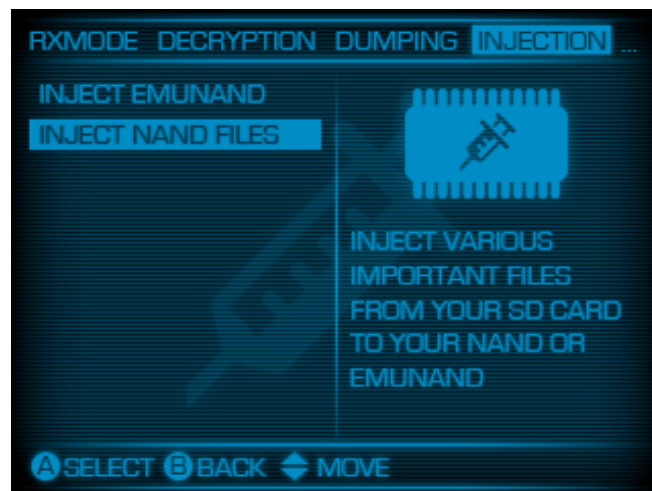 RXMODE DECRYPTION DUMPING INJECTION ...
INJECT EMUNAND
INJECT NAND FILES
INJECT VARIOUS
IMPORTANT FILES
FROM YOUR SD CARD
TO YOUR NAND OR
EMUNAND
A SELECT B BACK MOVE